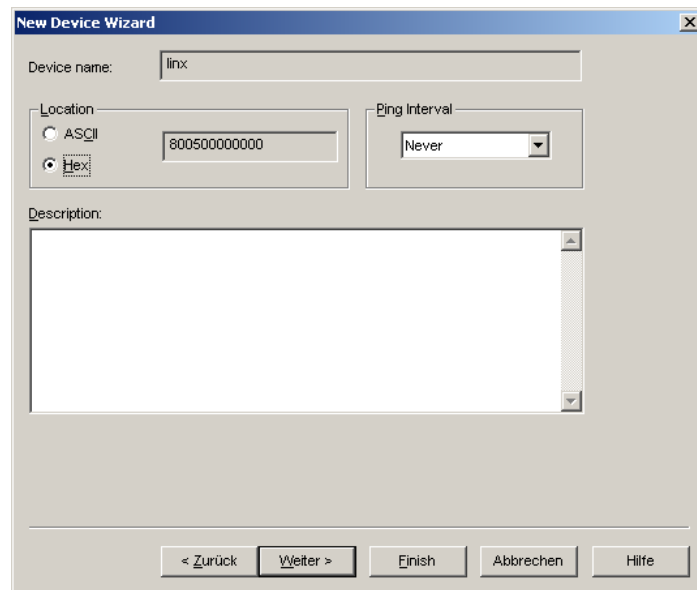 New Device Wizard
Device name: linx
Location
ASCII
Hex
800500000000
Ping Interval
Never
Description:
< Zurück Weiter > Finish Abbrechen Hilfe